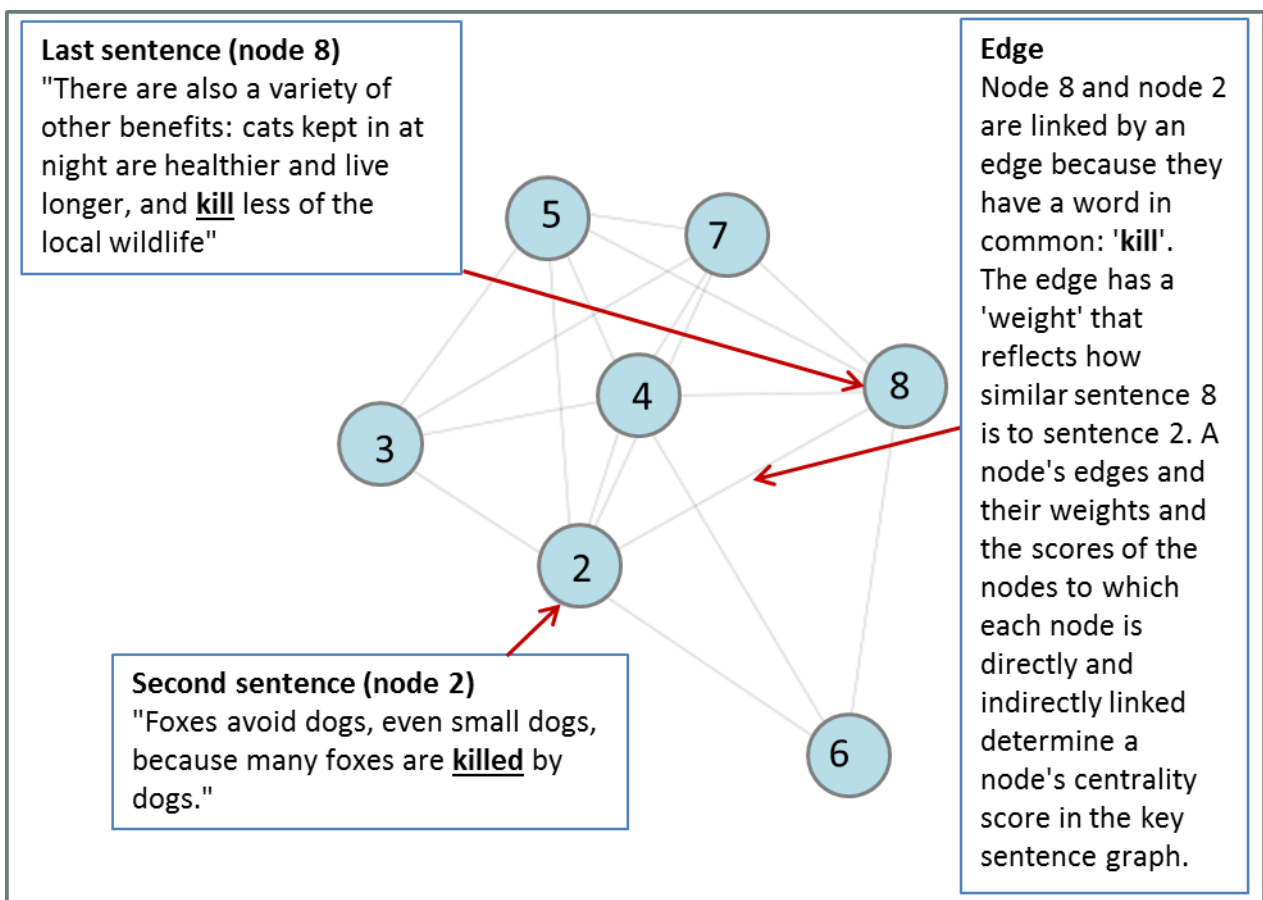 Last sentence (node 8)
"There are also a variety of
other benefits: cats kept in at
night are healthier and live
longer, and kill less of the
local wildlife"
Edge
Node 8 and node 2
are linked by an
edge because they
have a word in
common: 'kill'.
The edge has a
'weight' that
reflects how
similar sentence 8
is to sentence 2. A
node's edges and
their weights and
the scores of the
nodes to which
each node is
directly and
indirectly linked
determine a
node's centrality
score in the key
sentence graph.
5
7
4
8
3
2
6
Second sentence (node 2)
"Foxes avoid dogs, even small dogs,
because many foxes are killed by
dogs."